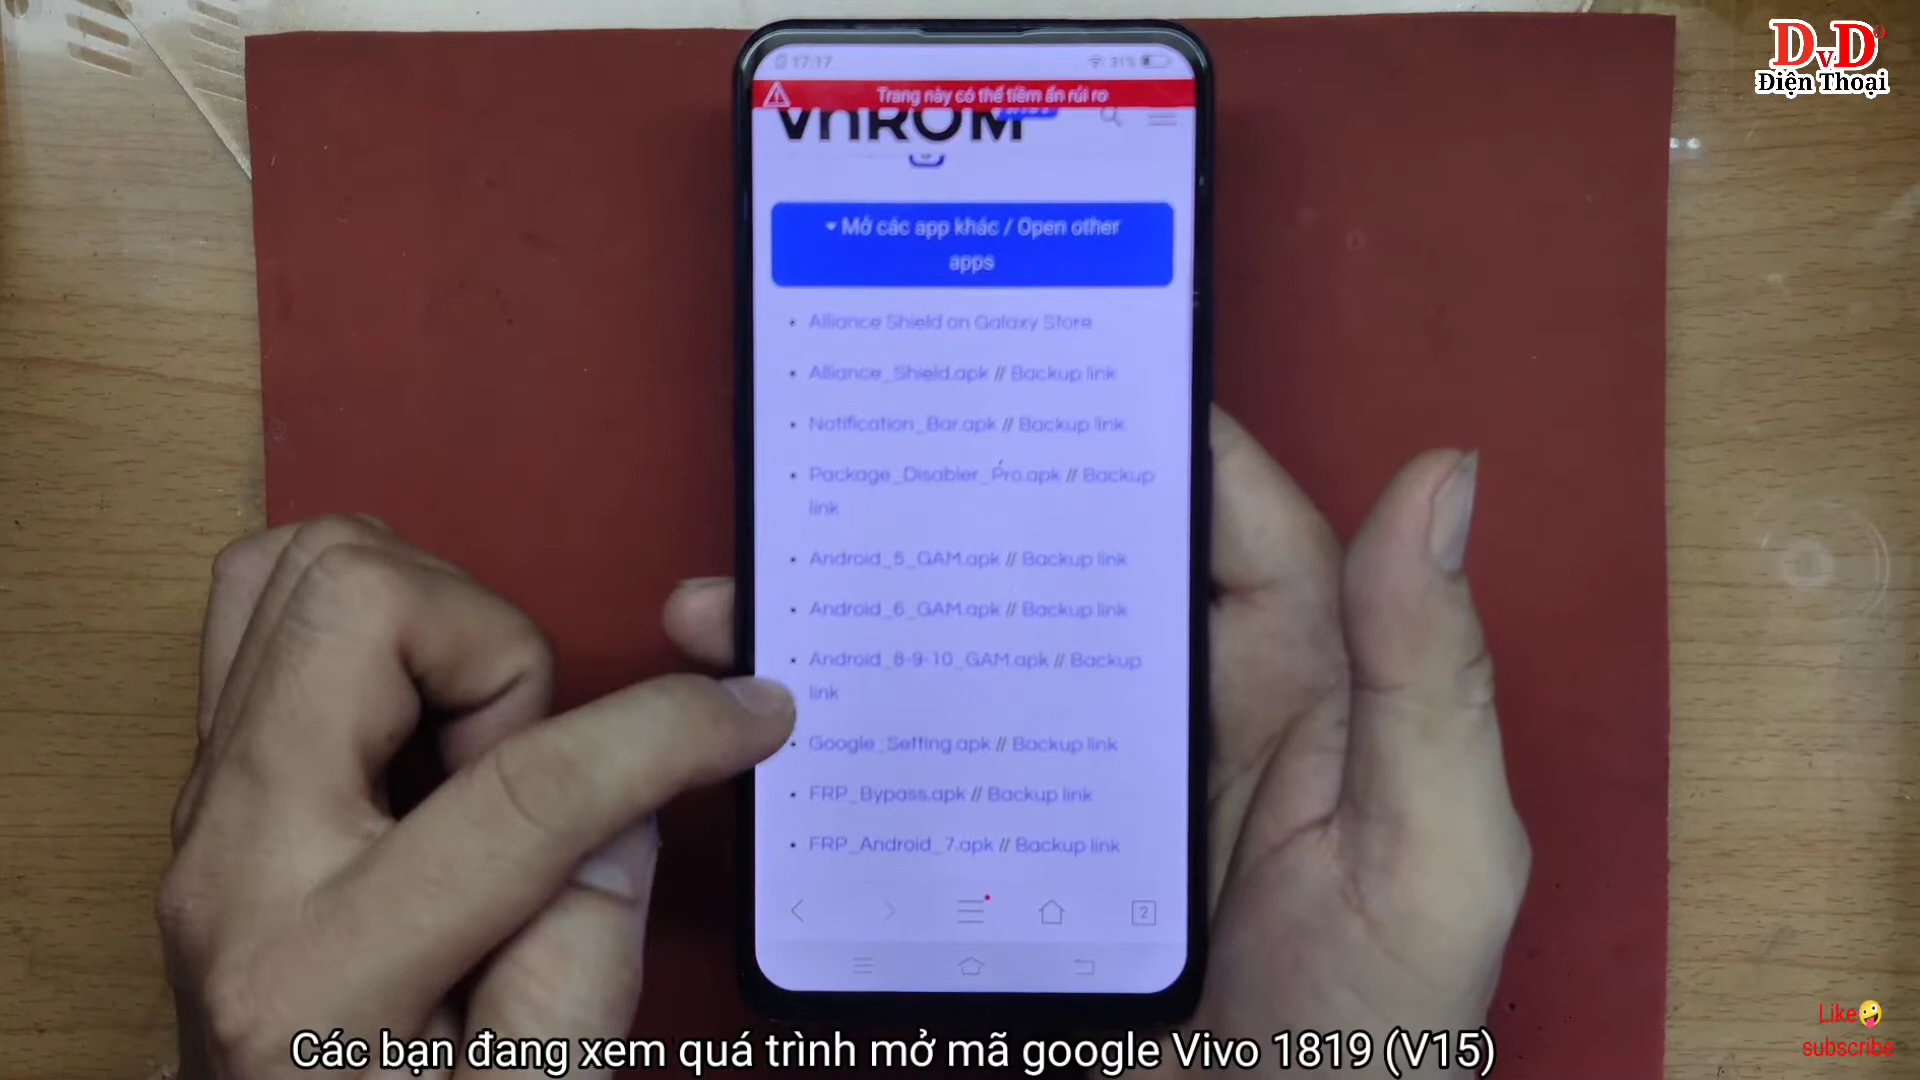 17:17
31%
Trang này có thể tiềm ẩn rủi ro
VnROM
Mở các app khác / Open other
apps
Alliance Shield on Galaxy Store
Alliance_Shield.apk // Backup link
Notification_Bar.apk // Backup link
Package_Disabler_Pro.apk // Backup
link
Android_5_GAM.apk // Backup link
Android_6_GAM.apk // Backup link
Android_8-9-10_GAM.apk // Backup
link
Google_Setting.apk // Backup link
FRP_Bypass.apk // Backup link
FRP_Android_7.apk // Backup link
2
DvD
Điện Thoại
Like
subscribe
Các bạn đang xem quá trình mở mã google Vivo 1819 (V15)